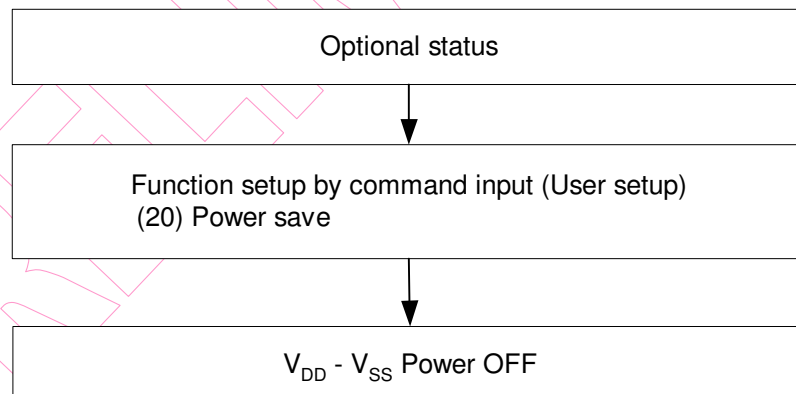 Optional status
Function setup by command input (User setup)
(20) Power save
VDD - VSS Power OFF